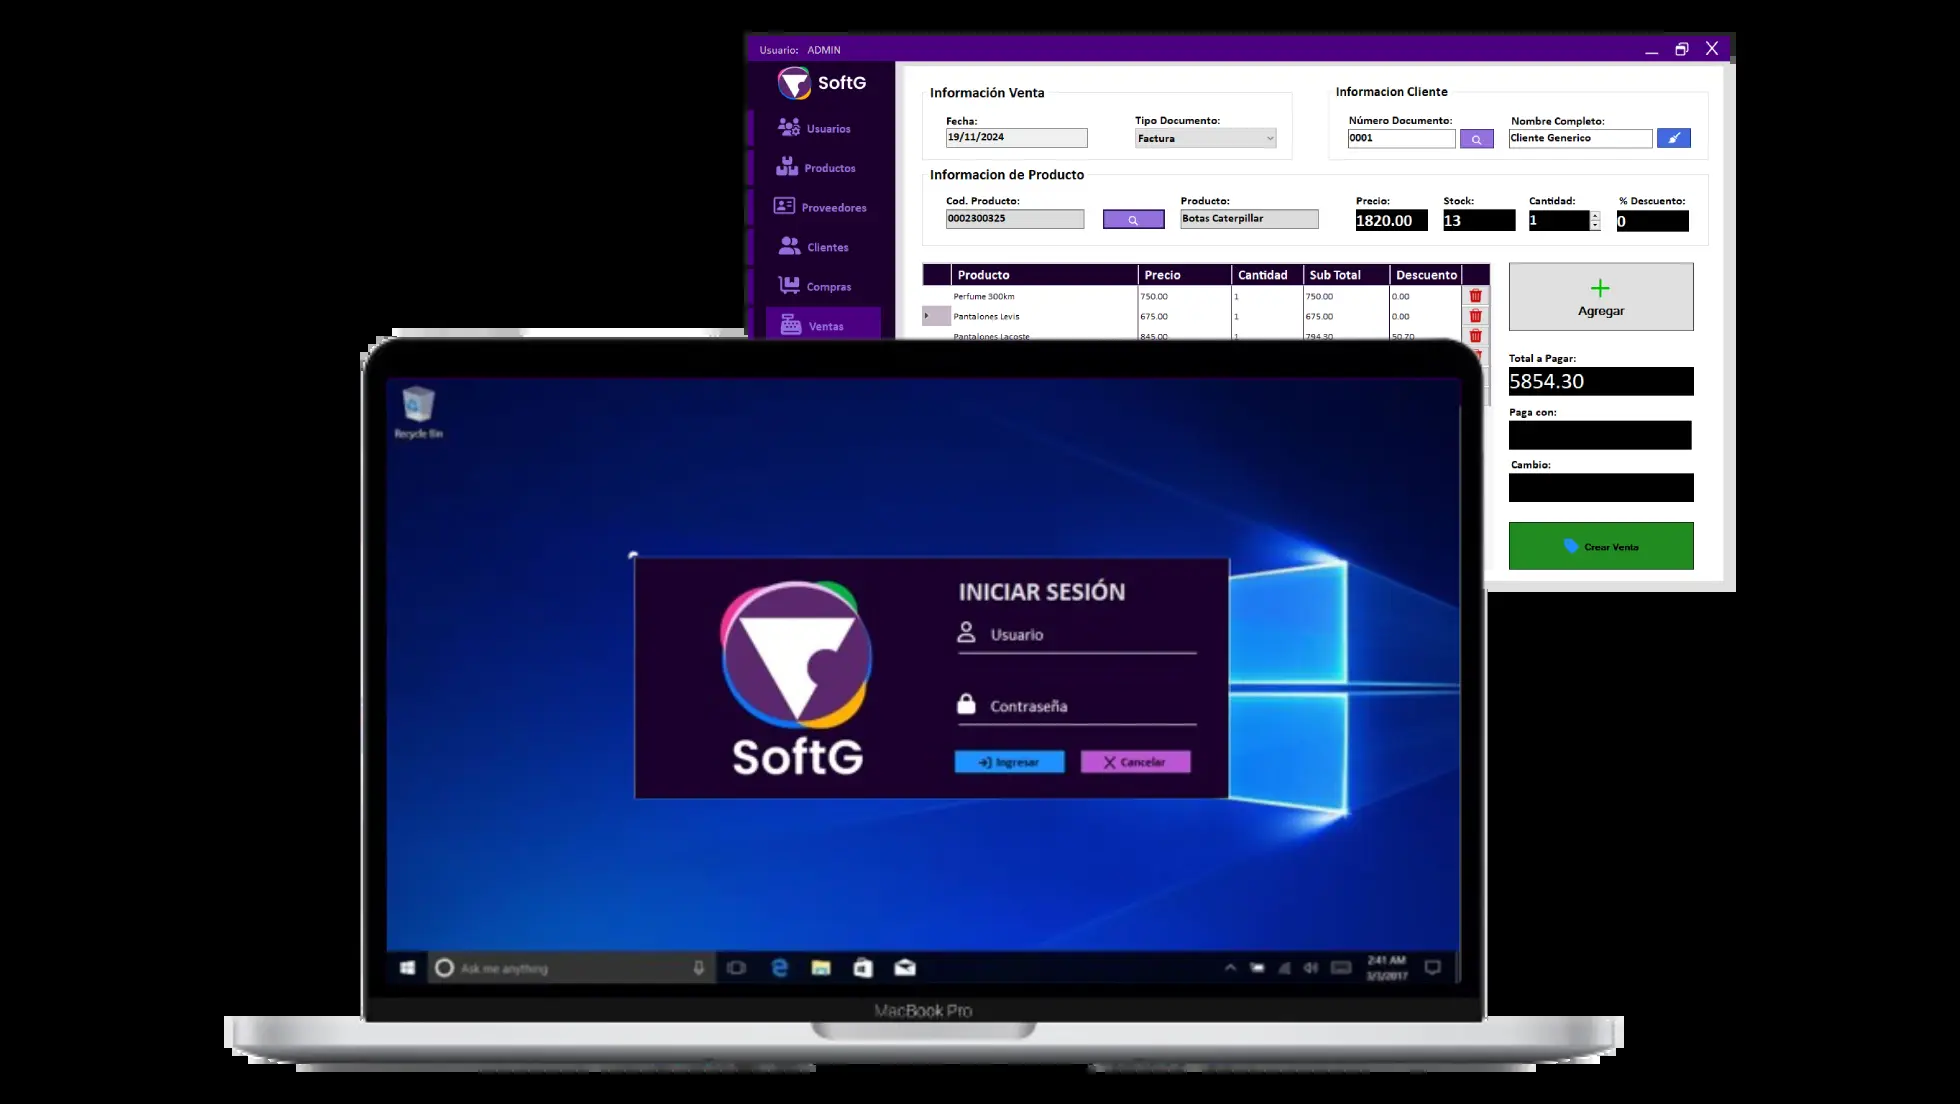 Usuario: ADMIN
SoftG
Usuarios
Productos
Proveedores
Clientes
Compras
Ventas
Información Venta
Fecha:
19/11/2024
Tipo Documento:
Factura
Informacion Cliente
Número Documento:
0001
Nombre Completo:
Cliente Generico
Informacion de Producto
Cod. Producto:
0002300325
Producto:
Botas Caterpillar
Precio:
1820.00
Stock:
13
Cantidad:
1
% Descuento:
0
Producto Precio Cantidad Sub Total Descuento
Perfume 300km 750.00 1 750.00 0.00
Pantalones Levis 675.00 1 675.00 0.00
Pantalones Lacoste 845.00 1 794.30 50.70
Agregar
Total a Pagar:
5854.30
Paga con:
Cambio:
Crear Venta
Recycle Bin
SoftG
INICIAR SESIÓN
Usuario
Contraseña
Ingresar
Cancelar
Ask me anything
2:41 AM
3/3/2017
MacBook Pro